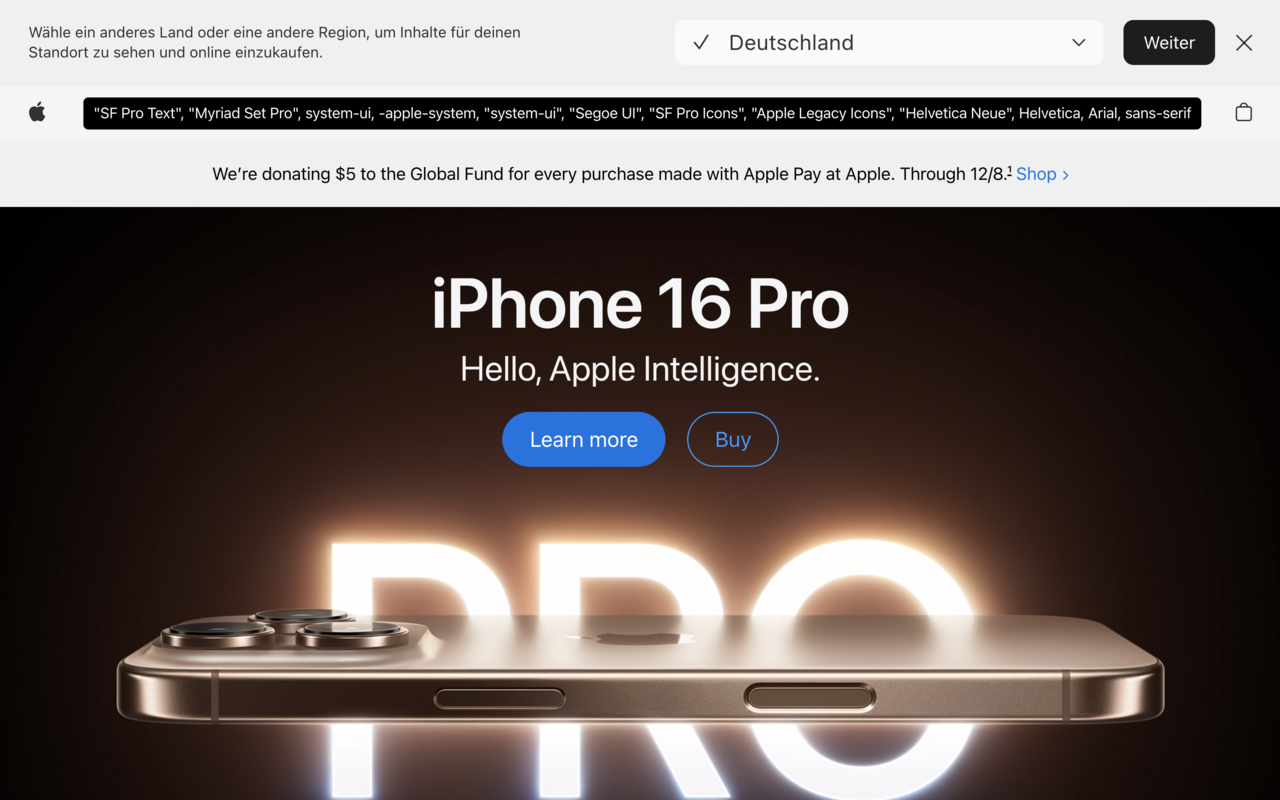 Wähle ein anderes Land oder eine andere Region, um Inhalte für deinen
Standort zu sehen und online einzukaufen.
Deutschland
Weiter
"SF Pro Text", "Myriad Set Pro", system-ui, -apple-system, "system-ui", "Segoe UI", "SF Pro Icons", "Apple Legacy Icons", "Helvetica Neue", Helvetica, Arial, sans-serif
We’re donating $5 to the Global Fund for every purchase made with Apple Pay at Apple. Through 12/8.¹ Shop >
iPhone 16 Pro
Hello, Apple Intelligence.
Learn more
Buy
PRO